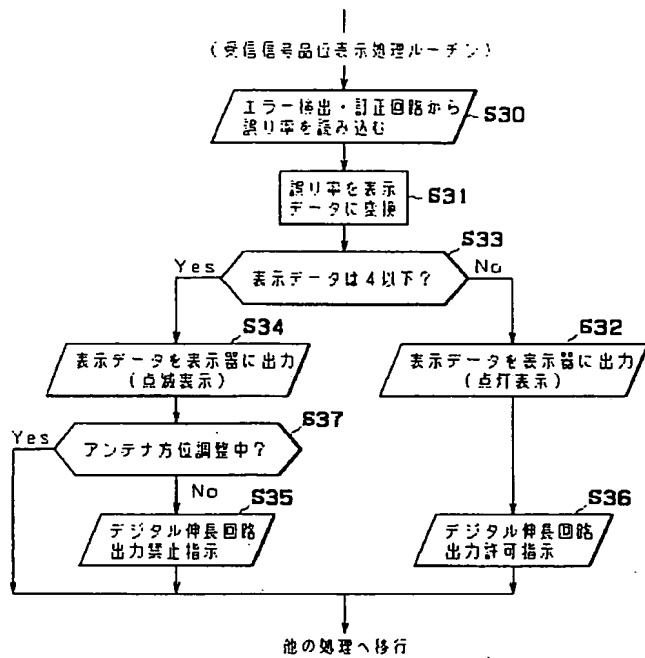 (受信信号品位表示処理ルーチン)
エラー検出・訂正回路から
誤り率を読み込む
S30
誤り率を表示
データに変換
S31
S33
Yes
表示データは4以下?
No
S34
表示データを表示器に出力
(点滅表示)
S32
表示データを表示器に出力
(点灯表示)
S37
Yes
アンテナ方位調整中?
No
S35
デジタル伸長回路
出力禁止指示
S36
デジタル伸長回路
出力許可指示
他の処理へ移行